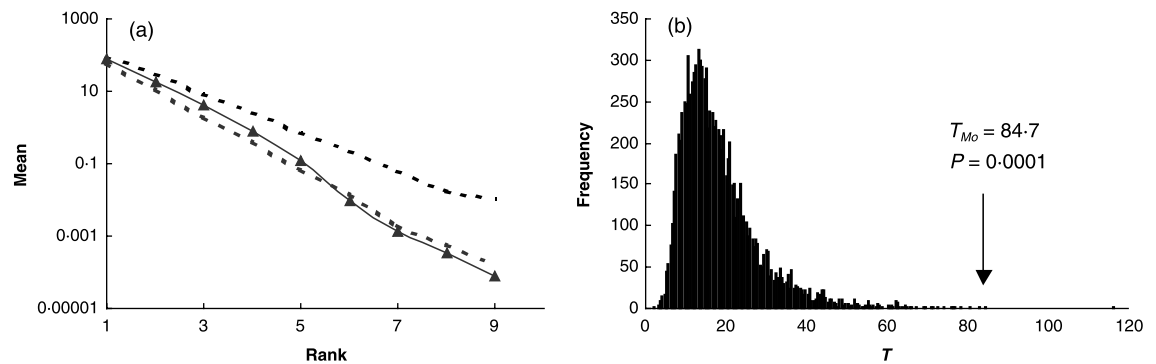 (a)
1000
10
0·1
0·001
0·00001
Mean
1 3 5 7 9
Rank
(b)
350
300
250
200
150
100
50
0
Frequency
T_Mo = 84·7
P = 0·0001
0 20 40 60 80 100 120
T